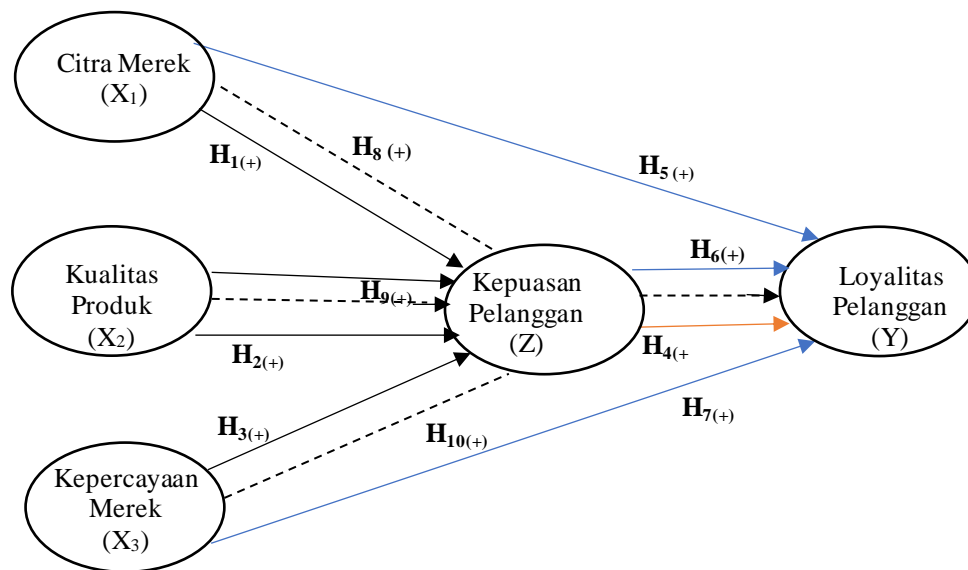 Citra Merek
(X₁)
H₈ (+)
H₁(+)
H₅ (+)
Kualitas
Produk
(X₂)
H₉(+)
H₂(+)
Kepuasan
Pelanggan
(Z)
H₆(+)
H₄(+
Loyalitas
Pelanggan
(Y)
H₃(+)
H₁₀(+)
H₇(+)
Kepercayaan
Merek
(X₃)